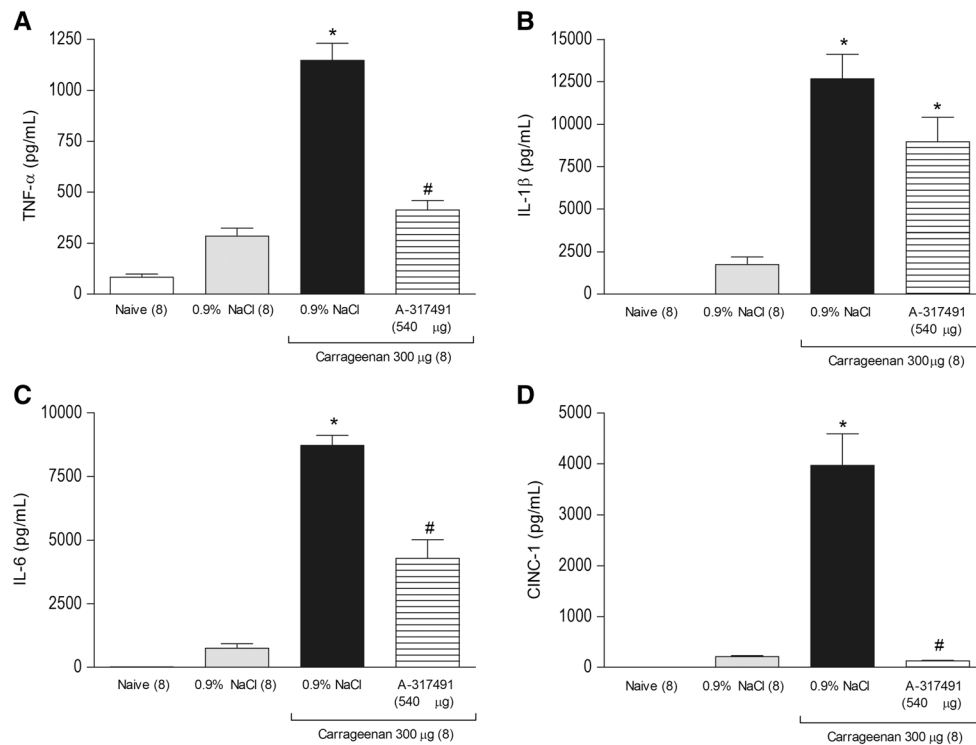 A
TNF-α (pg/mL)
1250
1000
750
500
250
0
*
#
Naive (8)
0.9% NaCl (8)
0.9% NaCl
A-317491
(540 μg)
Carrageenan 300 μg (8)
B
IL-1β (pg/mL)
15000
12500
10000
7500
5000
2500
0
*
*
Naive (8)
0.9% NaCl (8)
0.9% NaCl
A-317491
(540 μg)
Carrageenan 300μg (8)
C
IL-6 (pg/mL)
10000
7500
5000
2500
0
*
#
Naive (8)
0.9% NaCl (8)
0.9% NaCl
A-317491
(540 μg)
Carrageenan 300 μg (8)
D
CINC-1 (pg/mL)
5000
4000
3000
2000
1000
0
*
#
Naive (8)
0.9% NaCl (8)
0.9% NaCl
A-317491
(540 μg)
Carrageenan 300 μg (8)